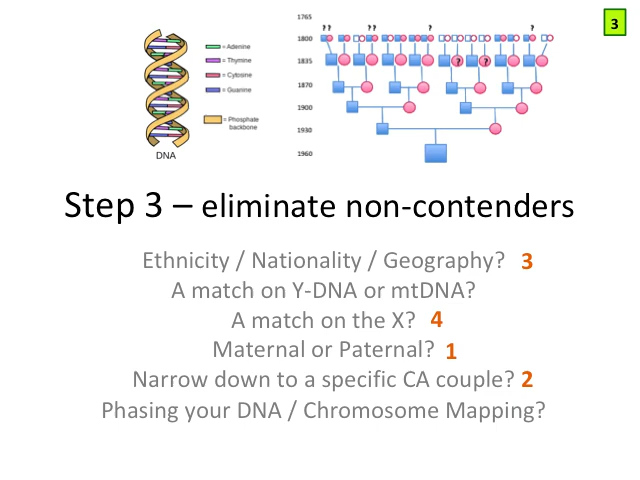 3
= Adenine
= Thymine
= Cytosine
= Guanine
= Phosphate
backbone
DNA
1765
1800
1835
1870
1900
1930
1960
? ?
? ?
?
?
?
?
Step 3 – eliminate non-contenders
Ethnicity / Nationality / Geography? 3
A match on Y-DNA or mtDNA?
A match on the X? 4
Maternal or Paternal? 1
Narrow down to a specific CA couple? 2
Phasing your DNA / Chromosome Mapping?